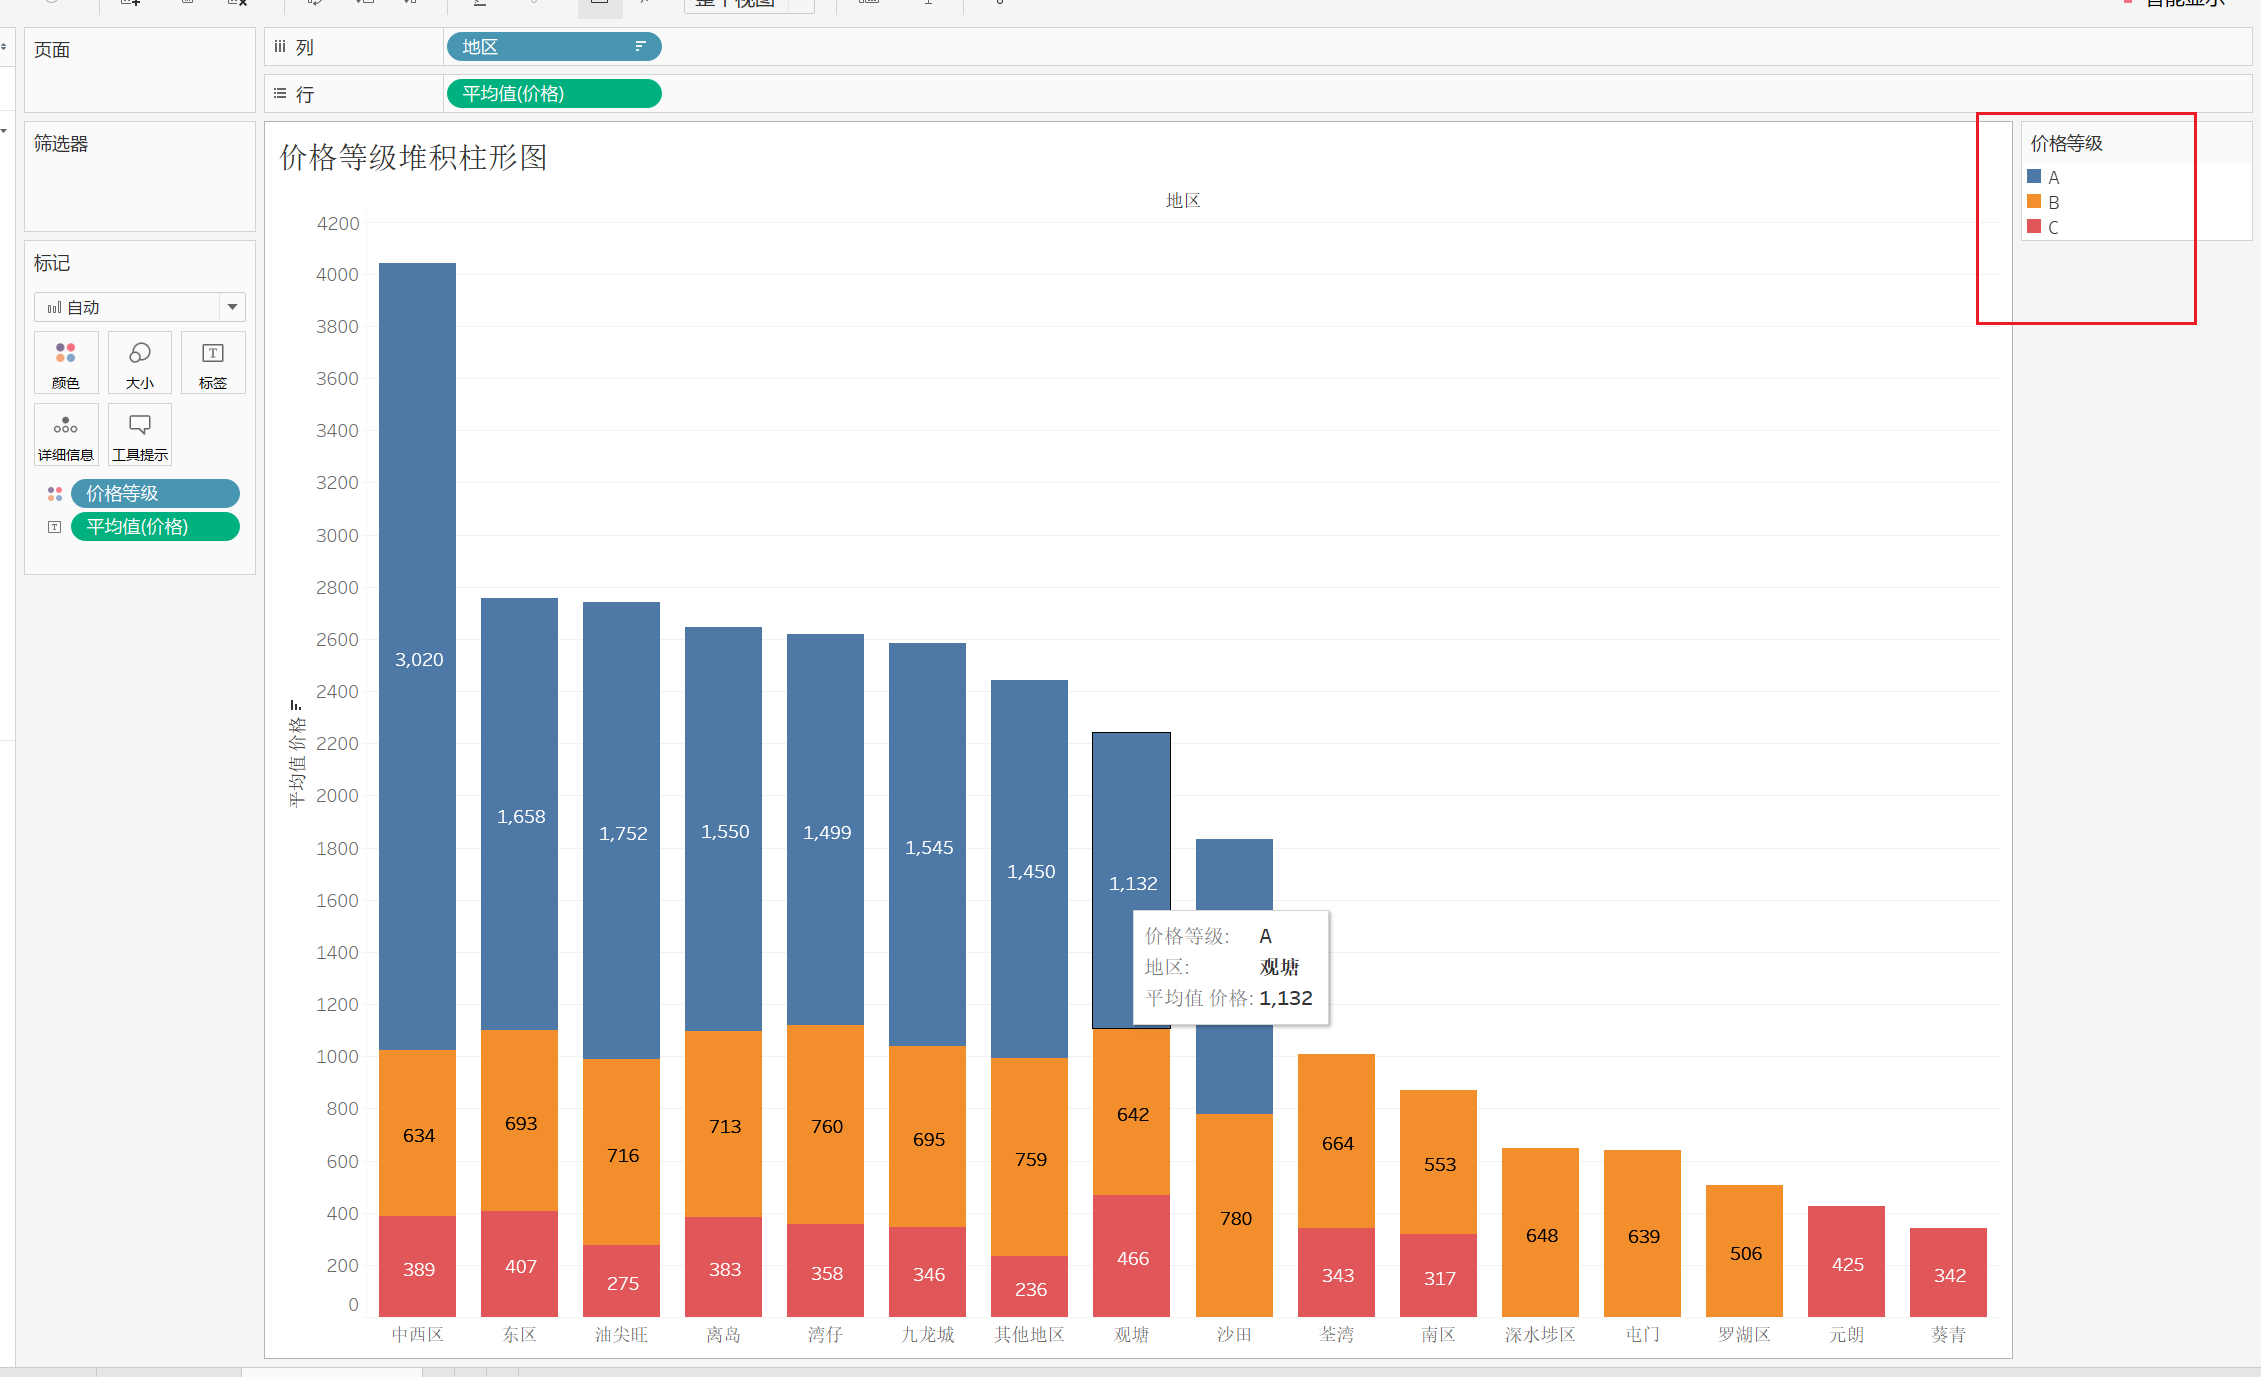 整个视图
智能显示
页面
列
地区
行
平均值(价格)
筛选器
标记
自动
颜色
大小
标签
详细信息
工具提示
价格等级
平均值(价格)
价格等级堆积柱形图
地区
4200
4000
3800
3600
3400
3200
3000
2800
2600
2400
2200
2000
1800
1600
1400
1200
1000
800
600
400
200
0
平均值 价格
3,020
1,658
1,752
1,550
1,499
1,545
1,450
1,132
634
693
716
713
760
695
759
642
780
664
553
648
639
506
389
407
275
383
358
346
236
466
343
317
425
342
价格等级: A
地区: 观塘
平均值 价格: 1,132
中西区
东区
油尖旺
离岛
湾仔
九龙城
其他地区
观塘
沙田
荃湾
南区
深水埗区
屯门
罗湖区
元朗
葵青
价格等级
A
B
C